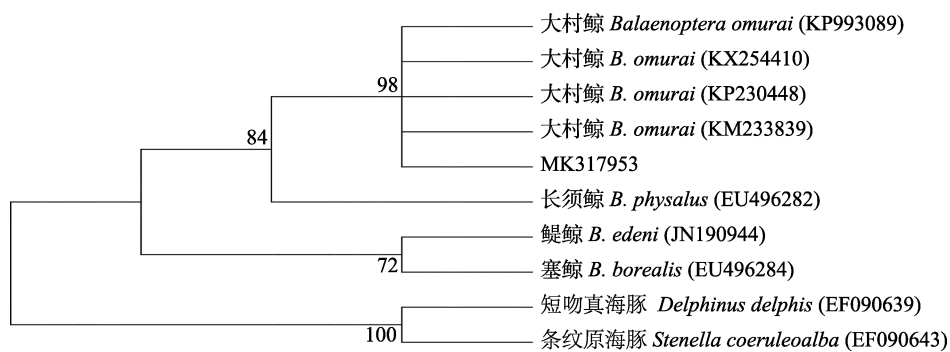 大村鲸 Balaenoptera omurai (KP993089)
大村鲸 B. omurai (KX254410)
98
大村鲸 B. omurai (KP230448)
大村鲸 B. omurai (KM233839)
84
MK317953
长须鲸 B. physalus (EU496282)
鳀鲸 B. edeni (JN190944)
72
塞鲸 B. borealis (EU496284)
短吻真海豚 Delphinus delphis (EF090639)
100
条纹原海豚 Stenella coeruleoalba (EF090643)